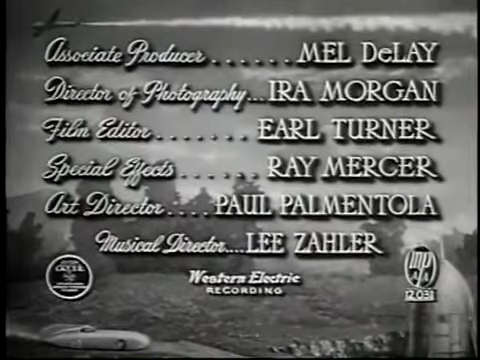 Associate Producer ...... MEL DeLAY
Director of Photography... IRA MORGAN
Film Editor ....... EARL TURNER
Special Effects ...... RAY MERCER
Art Director .... PAUL PALMENTOLA
Musical Director.... LEE ZAHLER
Western Electric
RECORDING
12031